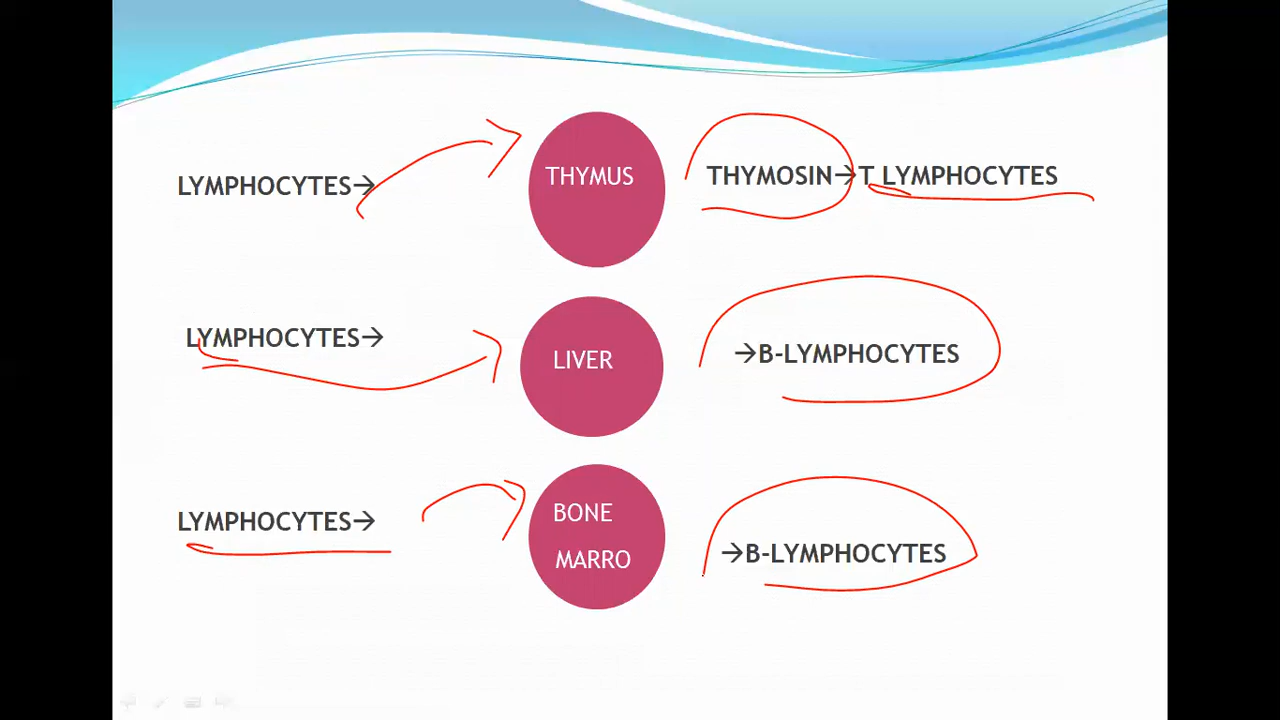 LYMPHOCYTES→ THYMUS THYMOSIN→T LYMPHOCYTES
LYMPHOCYTES→ LIVER →B-LYMPHOCYTES
LYMPHOCYTES→ BONE MARRO →B-LYMPHOCYTES